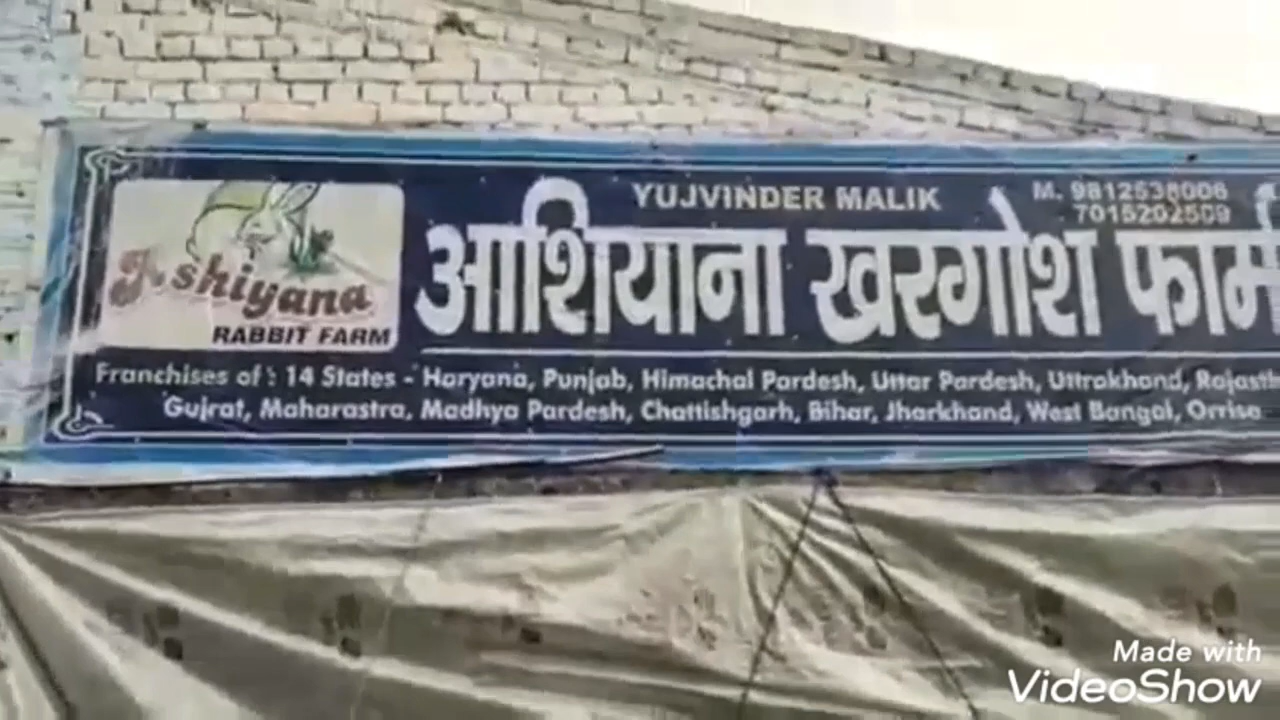 YUJVINDER MALIK
M. 9812538006
7015202509
Ashiyana
RABBIT FARM
आशियाना खरगोश फार्म
Franchises of : 14 States - Haryana, Punjab, Himachal Pardesh, Uttar Pardesh, Uttrakhand, Rajasth
Gujrat, Maharastra, Madhya Pardesh, Chattishgarh, Bihar, Jharkhand, West Bangal, Orrisa
Made with
VideoShow